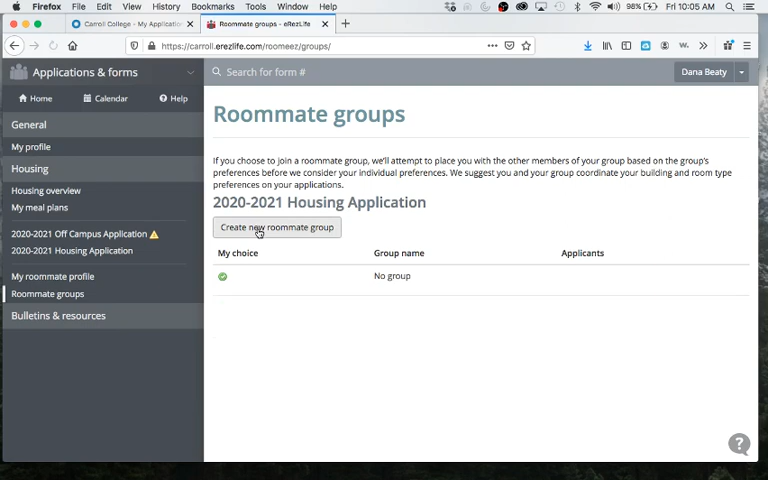 Firefox File Edit View History Bookmarks Tools Window Help 98% Fri 10:05 AM
Carroll College - My Application Roommate groups - eRezLife
https://carroll.erezlife.com/roomeez/groups/
Applications & forms Search for form # Dana Beaty
Home Calendar Help
General
My profile
Housing
Housing overview
My meal plans
2020-2021 Off Campus Application
2020-2021 Housing Application
My roommate profile
Roommate groups
Bulletins & resources
Roommate groups
If you choose to join a roommate group, we'll attempt to place you with the other members of your group based on the group's
preferences before we consider your individual preferences. We suggest you and your group coordinate your building and room type
preferences on your applications.
2020-2021 Housing Application
Create new roommate group
My choice Group name Applicants
No group
?